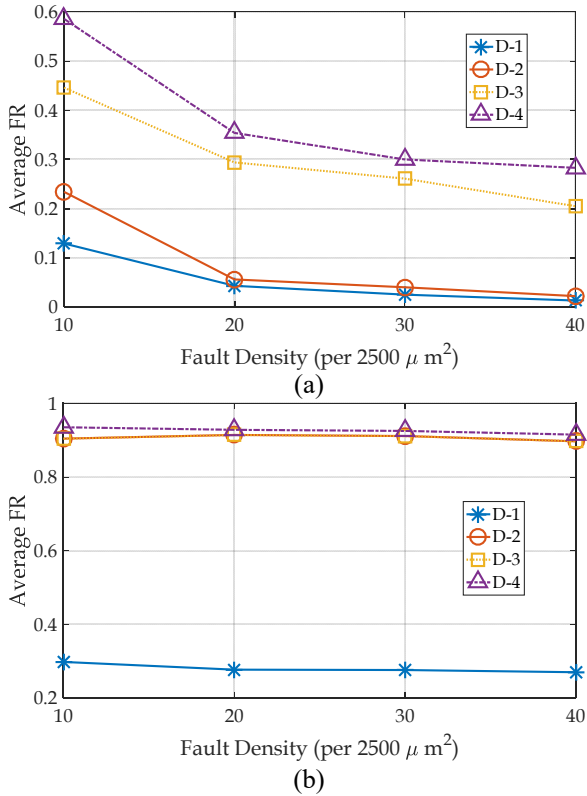 0.6
0.5
0.4
0.3
0.2
0.1
0
Average FR
D-1
D-2
D-3
D-4
10 20 30 40
Fault Density (per 2500 μ m²)
(a)
1
0.8
0.6
0.4
0.2
Average FR
D-1
D-2
D-3
D-4
10 20 30 40
Fault Density (per 2500 μ m²)
(b)